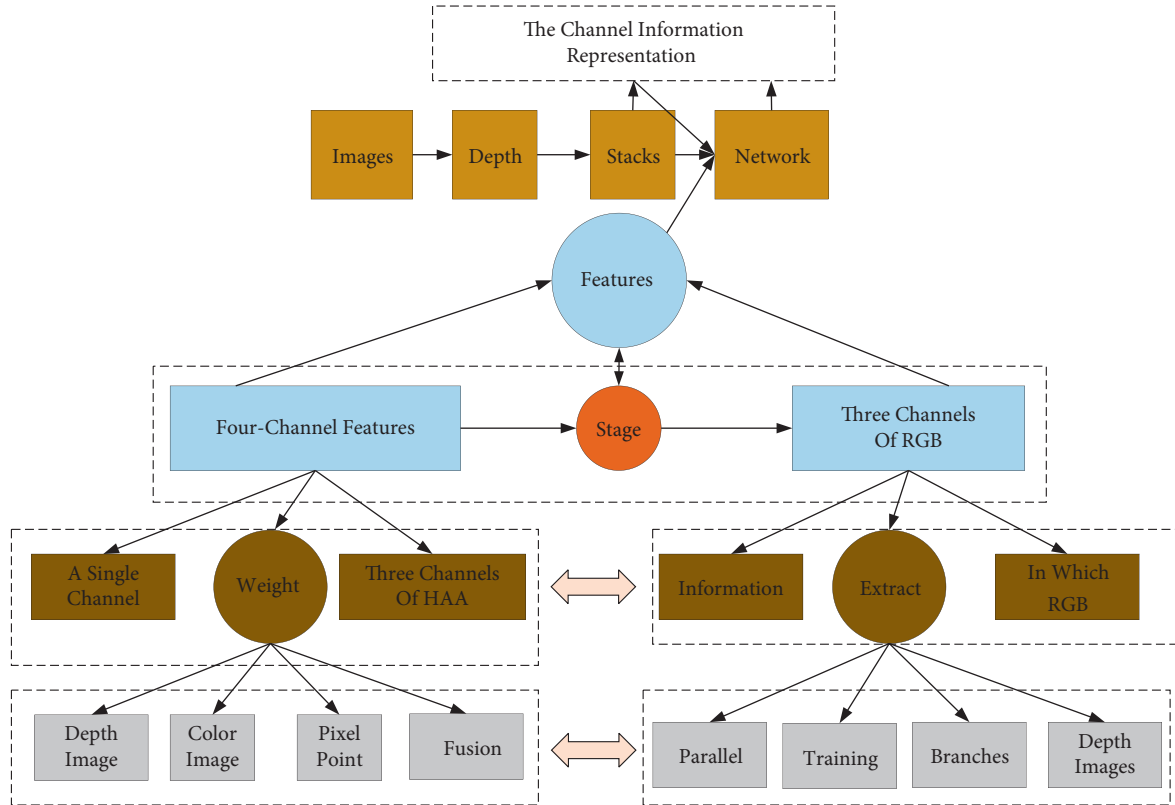 The Channel Information
Representation
Images
Depth
Stacks
Network
Features
Four-Channel Features
Stage
Three Channels
Of RGB
A Single
Channel
Weight
Three Channels
Of HAA
Information
Extract
In Which
RGB
Depth
Image
Color
Image
Pixel
Point
Fusion
Parallel
Training
Branches
Depth
Images